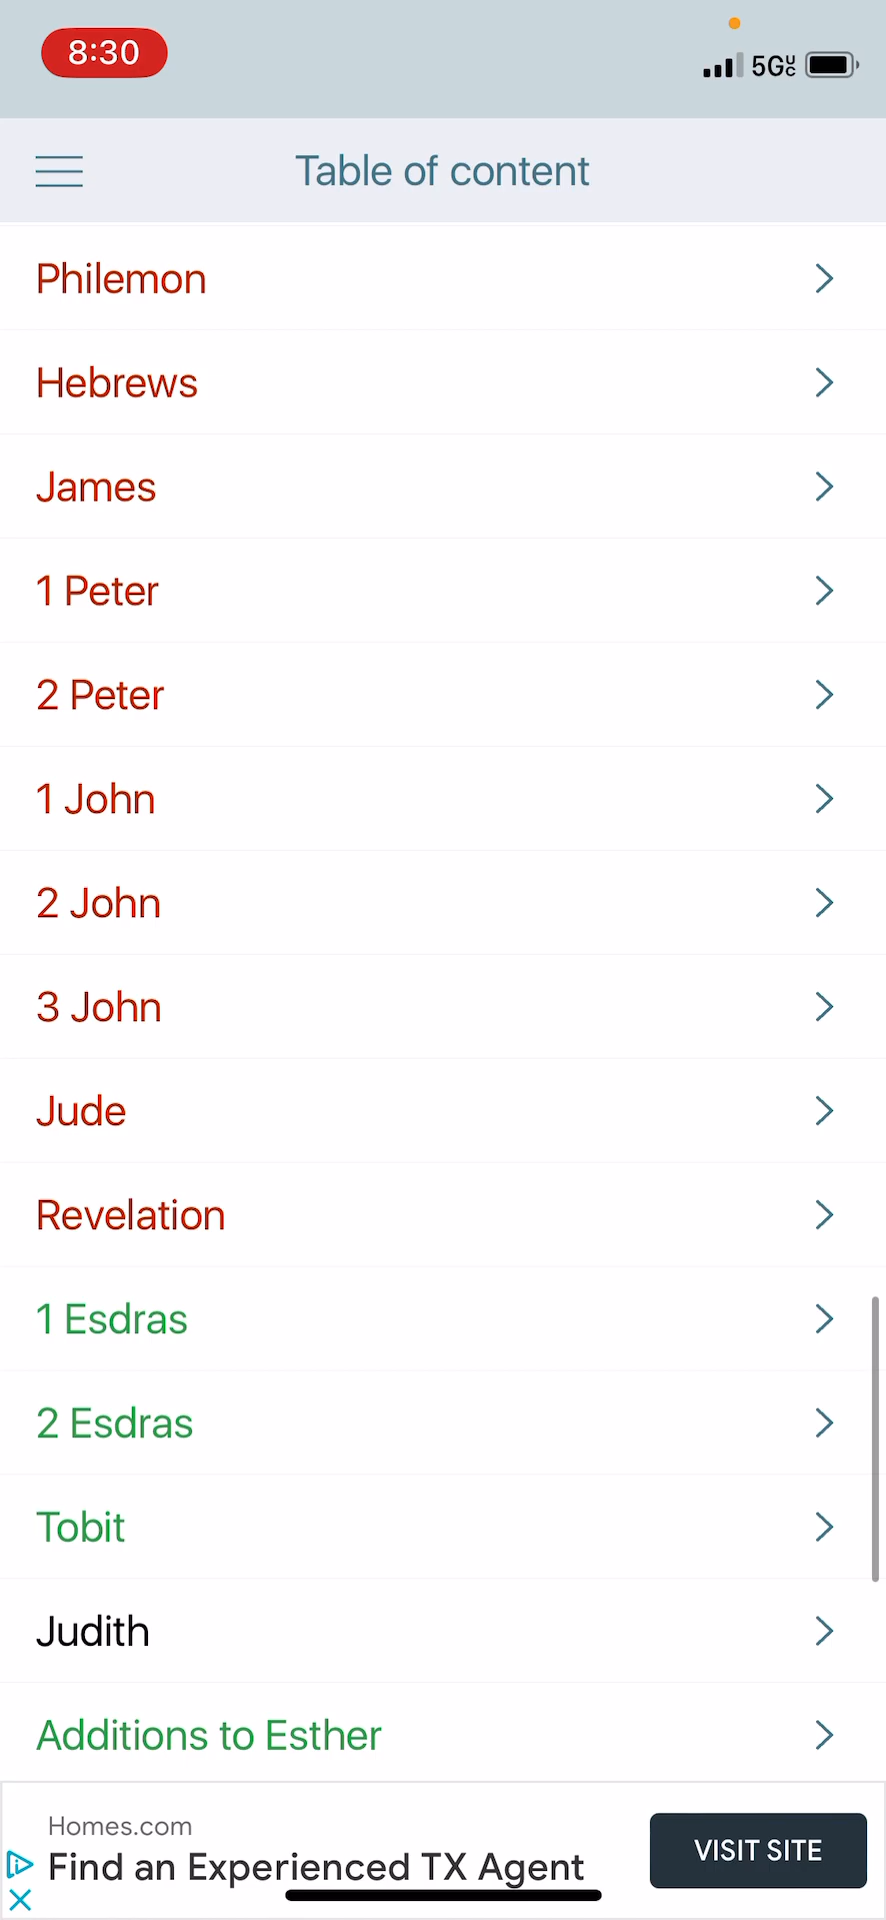 8:30
5GUC
Table of content
Philemon
Hebrews
James
1 Peter
2 Peter
1 John
2 John
3 John
Jude
Revelation
1 Esdras
2 Esdras
Tobit
Judith
Additions to Esther
Homes.com
Find an Experienced TX Agent
VISIT SITE